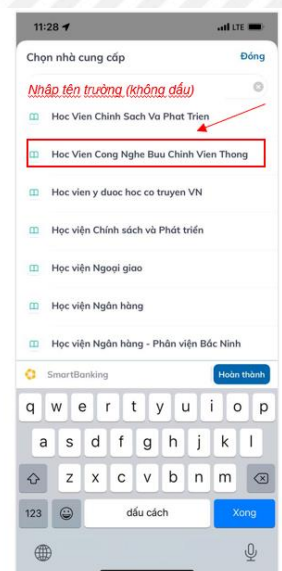 11:28 LTE
Chọn nhà cung cấp Đóng
Nhập tên trường (không dấu)
Hoc Vien Chinh Sach Va Phat Trien
Hoc Vien Cong Nghe Buu Chinh Vien Thong
Hoc vien y duoc hoc co truyen VN
Học viện Chính sách và Phát triển
Học viện Ngoại giao
Học viện Ngân hàng
Học viện Ngân hàng - Phân viện Bắc Ninh
SmartBanking Hoàn thành
q w e r t y u i o p
a s d f g h j k l
z x c v b n m
123 dấu cách Xong